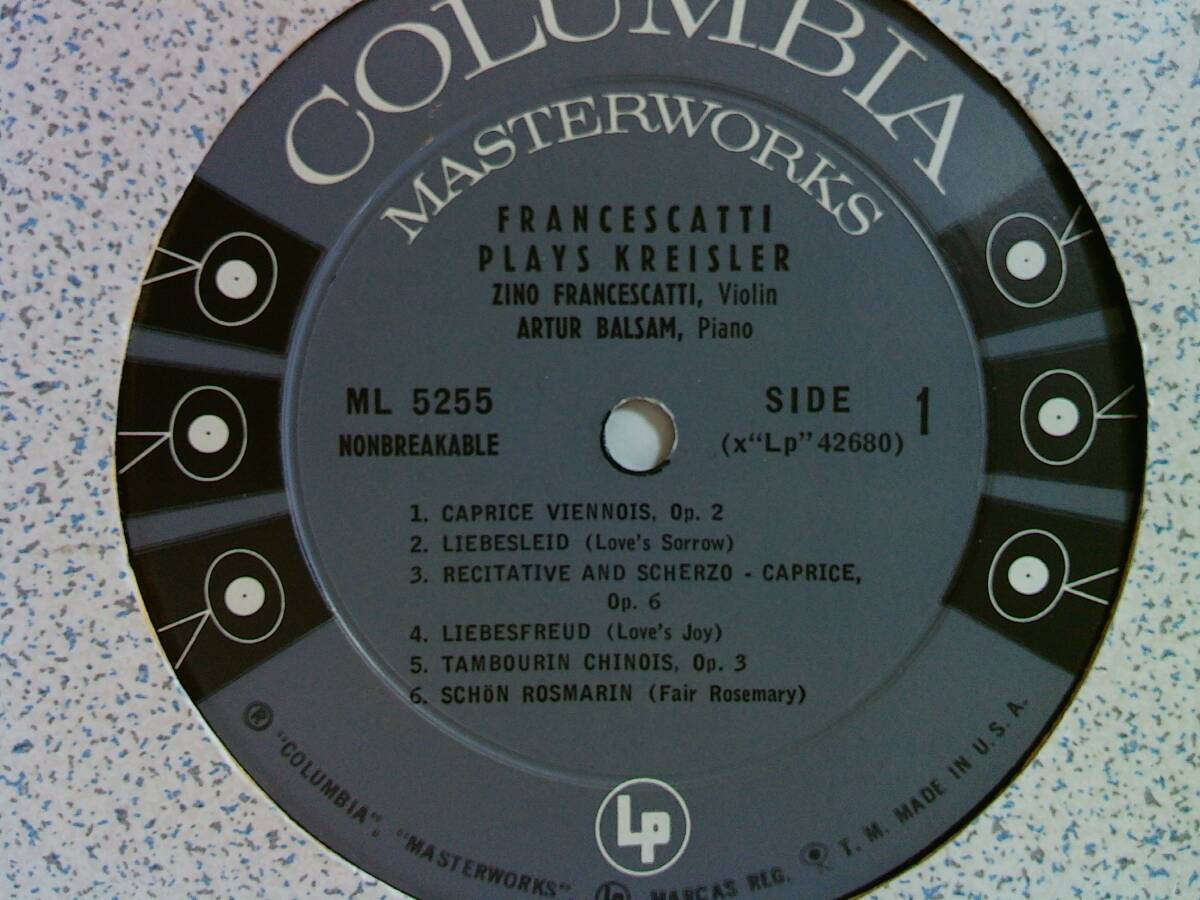 COLUMBIA
MASTERWORKS
FRANCESCATTI
PLAYS KREISLER
ZINO FRANCESCATTI, Violin
ARTUR BALSAM, Piano
ML 5255
NONBREAKABLE
SIDE 1
(x“Lp” 42680)
1. CAPRICE VIENNOIS, Op. 2
2. LIEBESLEID (Love's Sorrow)
3. RECITATIVE AND SCHERZO - CAPRICE,
Op. 6
4. LIEBESFREUD (Love's Joy)
5. TAMBOURIN CHINOIS, Op. 3
6. SCHÖN ROSMARIN (Fair Rosemary)
Lp
® “COLUMBIA”, “MASTERWORKS” Lp MARCAS REG. T. M. MADE IN U. S. A.